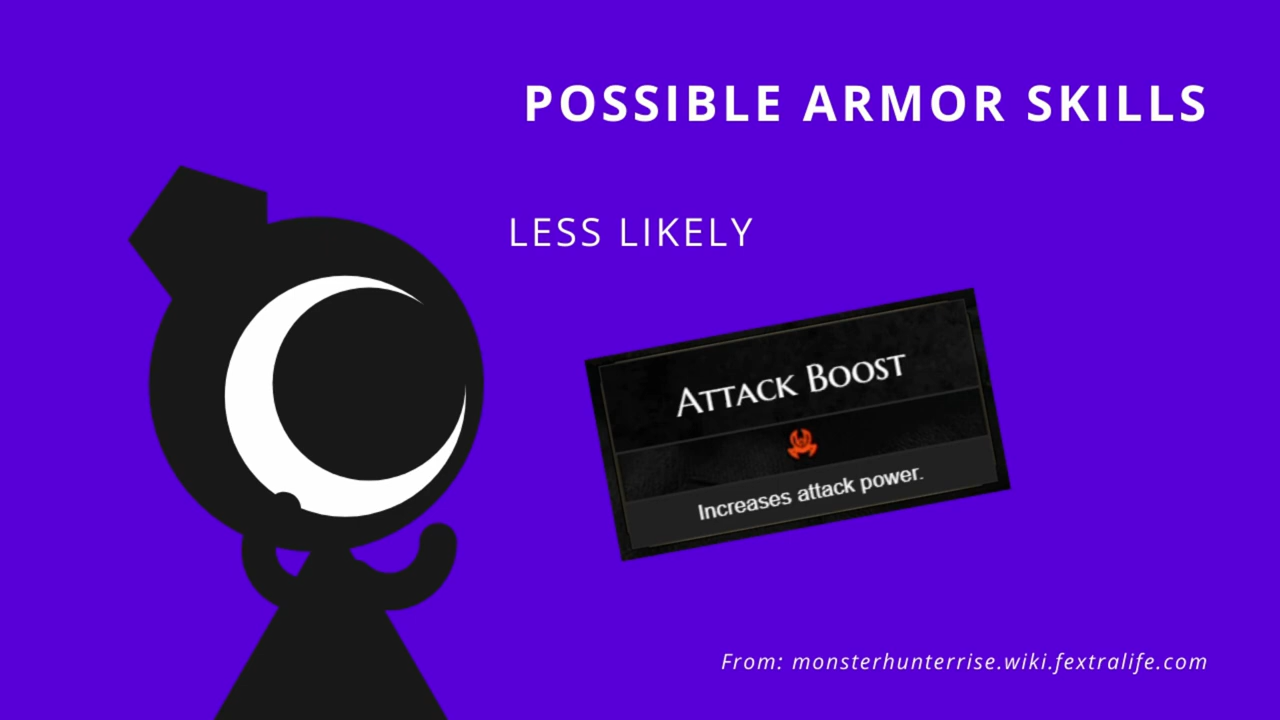 POSSIBLE ARMOR SKILLS
LESS LIKELY
ATTACK BOOST
Increases attack power.
From: monsterhunterrise.wiki.fextralife.com